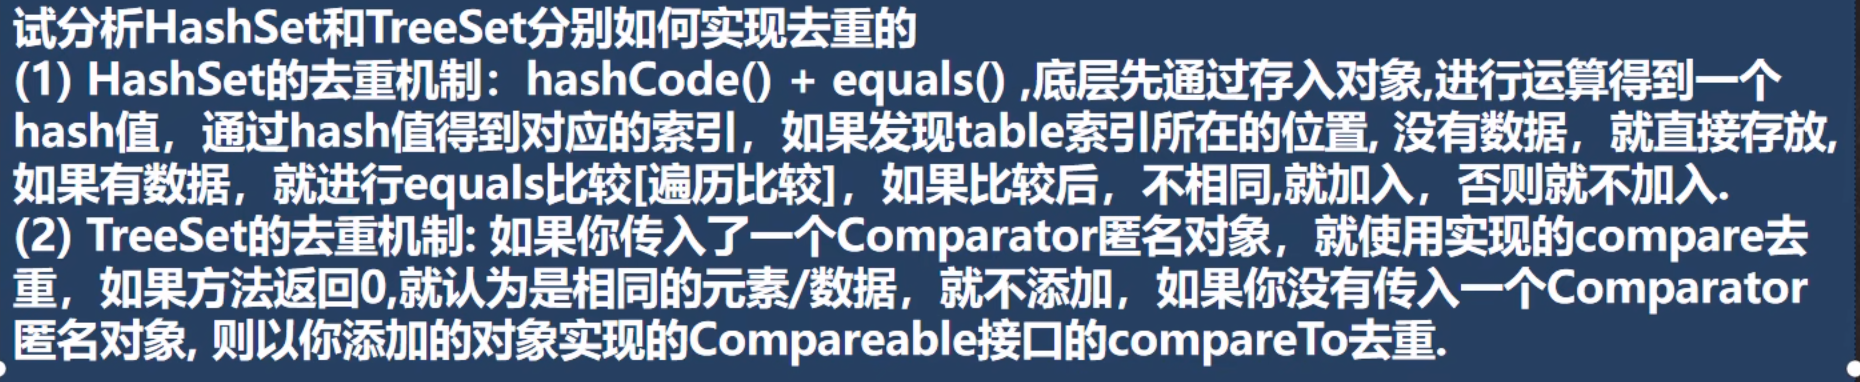 试分析HashSet和TreeSet分别如何实现去重的
(1) HashSet的去重机制：hashCode() + equals() ,底层先通过存入对象,进行运算得到一个
hash值，通过hash值得到对应的索引，如果发现table索引所在的位置, 没有数据，就直接存放,
如果有数据，就进行equals比较[遍历比较]，如果比较后，不相同,就加入，否则就不加入.
(2) TreeSet的去重机制: 如果你传入了一个Comparator匿名对象，就使用实现的compare去
重，如果方法返回0,就认为是相同的元素/数据，就不添加，如果你没有传入一个Comparator
匿名对象, 则以你添加的对象实现的Compareable接口的compareTo去重.